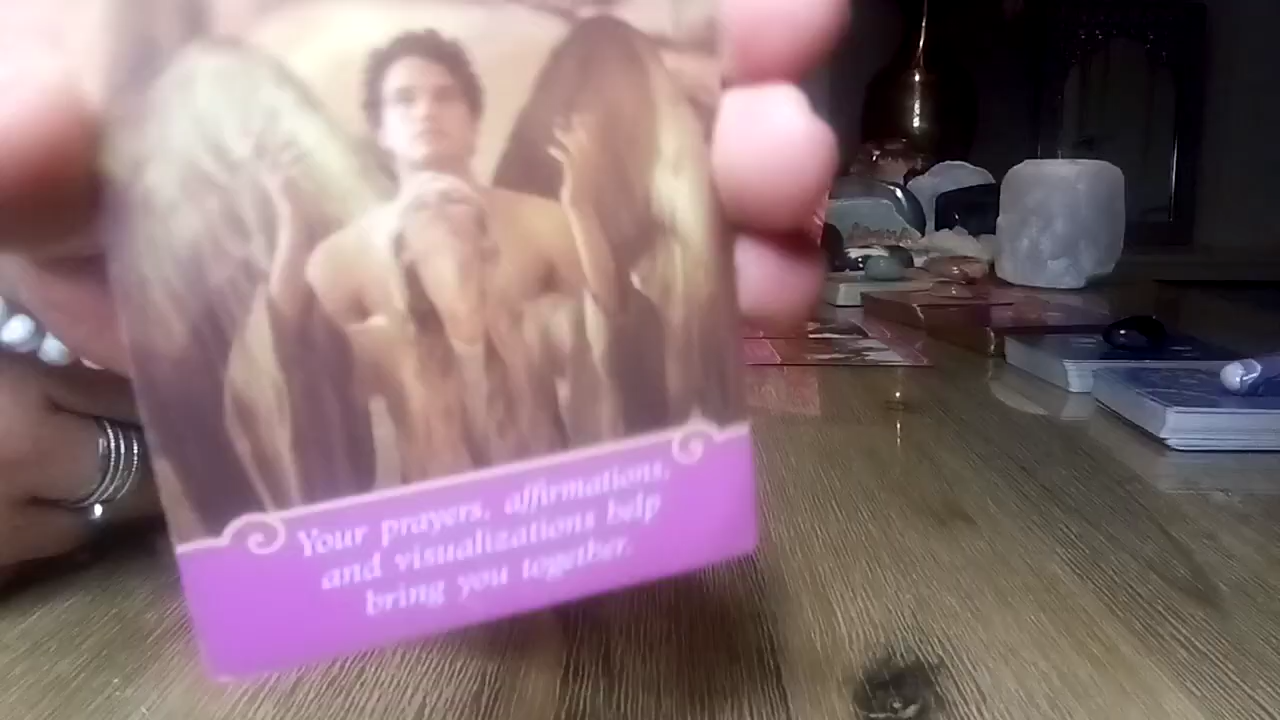 Your prayers, affirmations,
and visualizations help
bring you together.